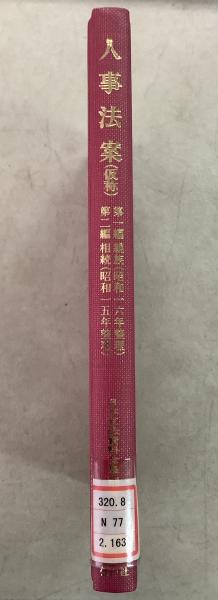 人事法案(仮称)
第一編 親族(昭和一六年整理)
第二編 相続(昭和一五年整理)
320.8
N 77
2.163